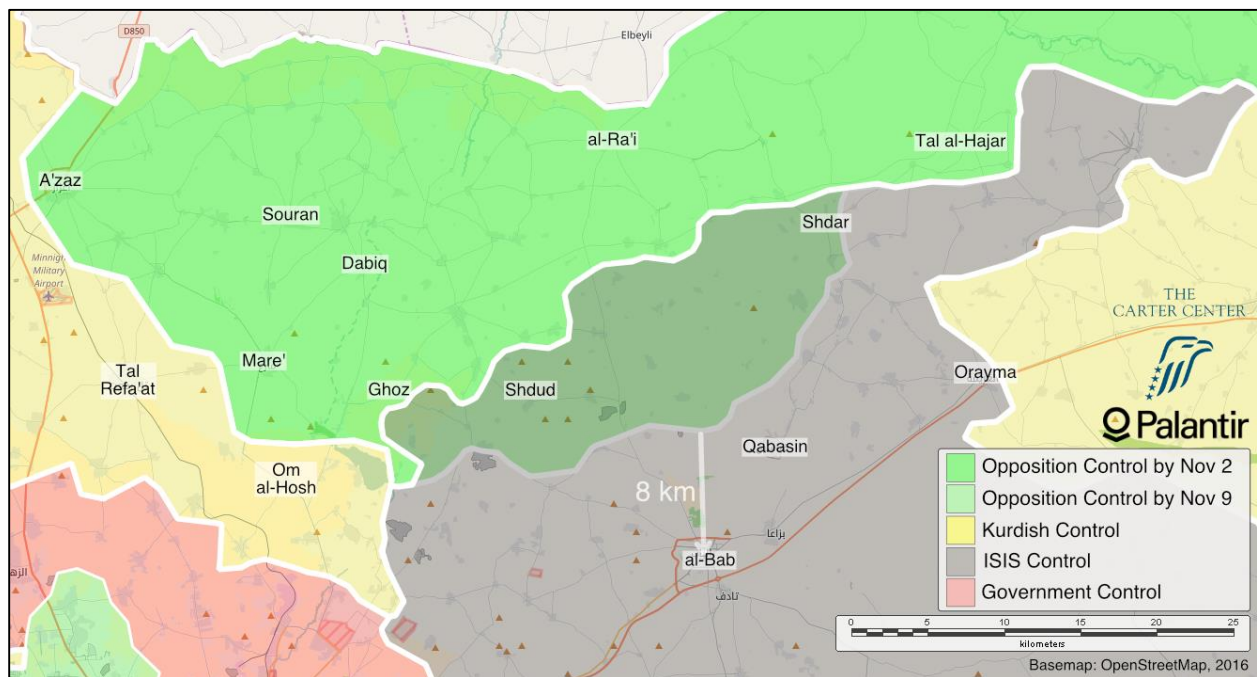 D850
Elbeyli
al-Ra'i
Tal al-Hajar
A'zaz
Souran
Shdar
Minnigh
Military
Airport
Dabiq
THE
CARTER CENTER
Mare'
Tal
Refa'at
Ghoz
Shdud
Orayma
Palantir
Qabasin
Om
al-Hosh
8 km
al-Bab
بزاعا
تادف
Opposition Control by Nov 2
Opposition Control by Nov 9
Kurdish Control
ISIS Control
Government Control
0 5 10 15 20 25
kilometers
Basemap: OpenStreetMap, 2016